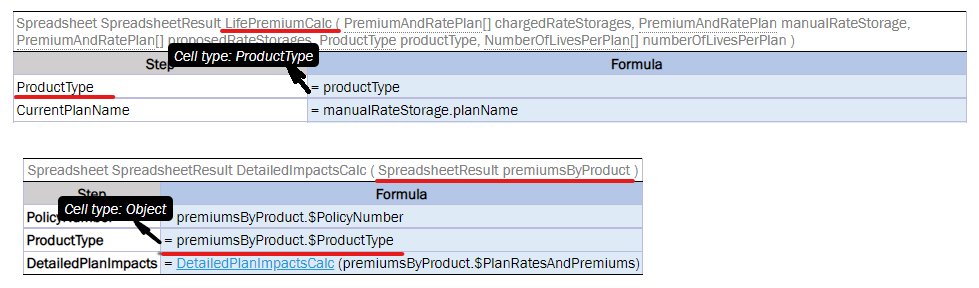 Spreadsheet SpreadsheetResult LifePremiumCalc ( PremiumAndRatePlan[] chargedRateStorages, PremiumAndRatePlan manualRateStorage,
PremiumAndRatePlan[] proposedRateStorages, ProductType productType, NumberOfLivesPerPlan[] numberOfLivesPerPlan )
Cell type: ProductType
Step Formula
ProductType = productType
CurrentPlanName = manualRateStorage.planName
Spreadsheet SpreadsheetResult DetailedImpactsCalc ( SpreadsheetResult premiumsByProduct )
Step Formula
Cell type: Object
PolicyNumber premiumsByProduct.$PolicyNumber
ProductType = premiumsByProduct.$ProductType
DetailedPlanImpacts = DetailedPlanImpactsCalc (premiumsByProduct.$PlanRatesAndPremiums)